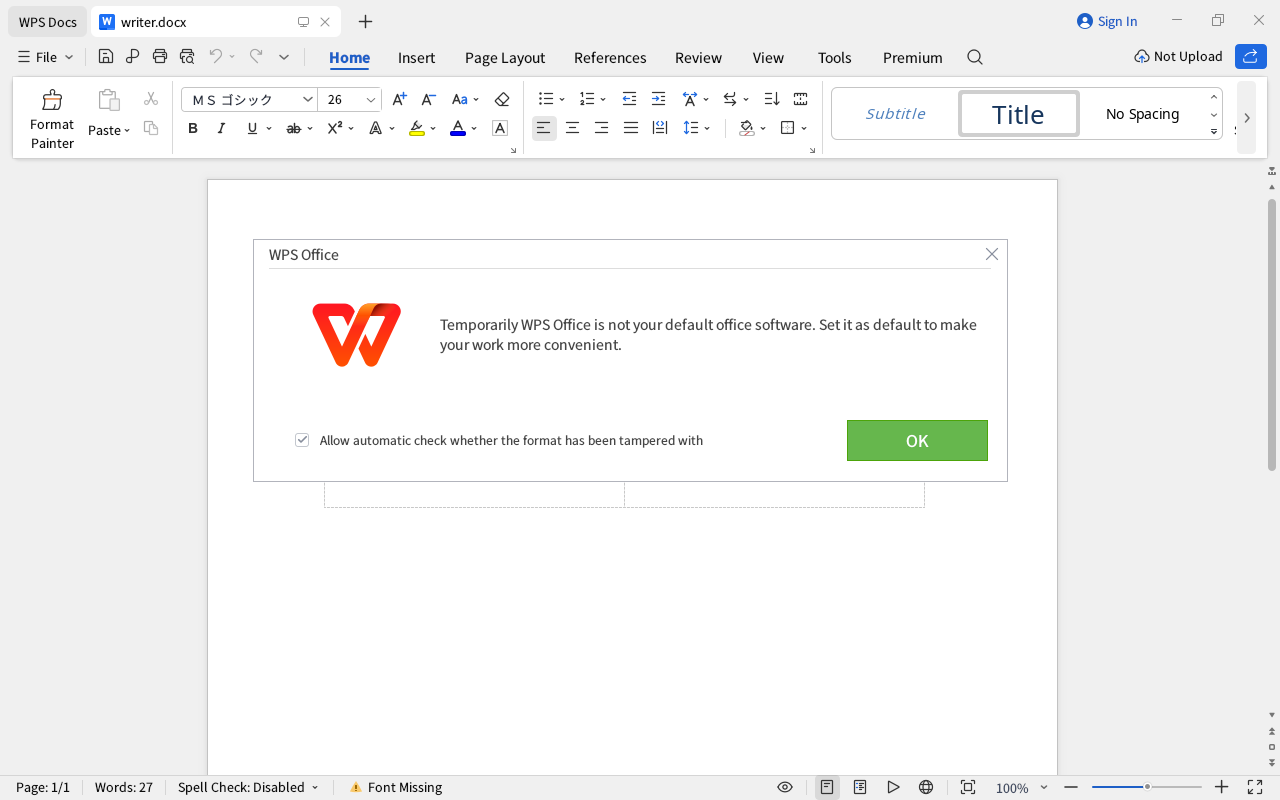 WPS Docs
writer.docx
Sign In
File
Home
Insert
Page Layout
References
Review
View
Tools
Premium
Not Upload
Format
Painter
Paste
ＭＳ ゴシック
26
Subtitle
Title
No Spacing
WPS Office
Temporarily WPS Office is not your default office software. Set it as default to make
your work more convenient.
Allow automatic check whether the format has been tampered with
OK
Page: 1/1
Words: 27
Spell Check: Disabled
Font Missing
100%